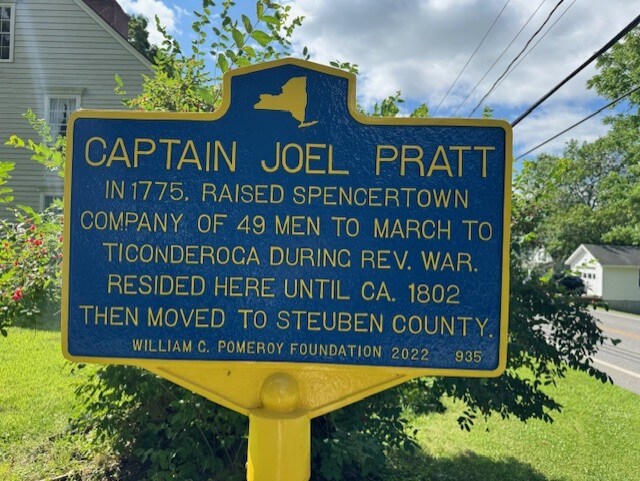 CAPTAIN JOEL PRATT
IN 1775, RAISED SPENCERTOWN
COMPANY OF 49 MEN TO MARCH TO
TICONDEROGA DURING REV. WAR.
RESIDED HERE UNTIL CA. 1802
THEN MOVED TO STEUBEN COUNTY.
WILLIAM C. POMEROY FOUNDATION 2022 935